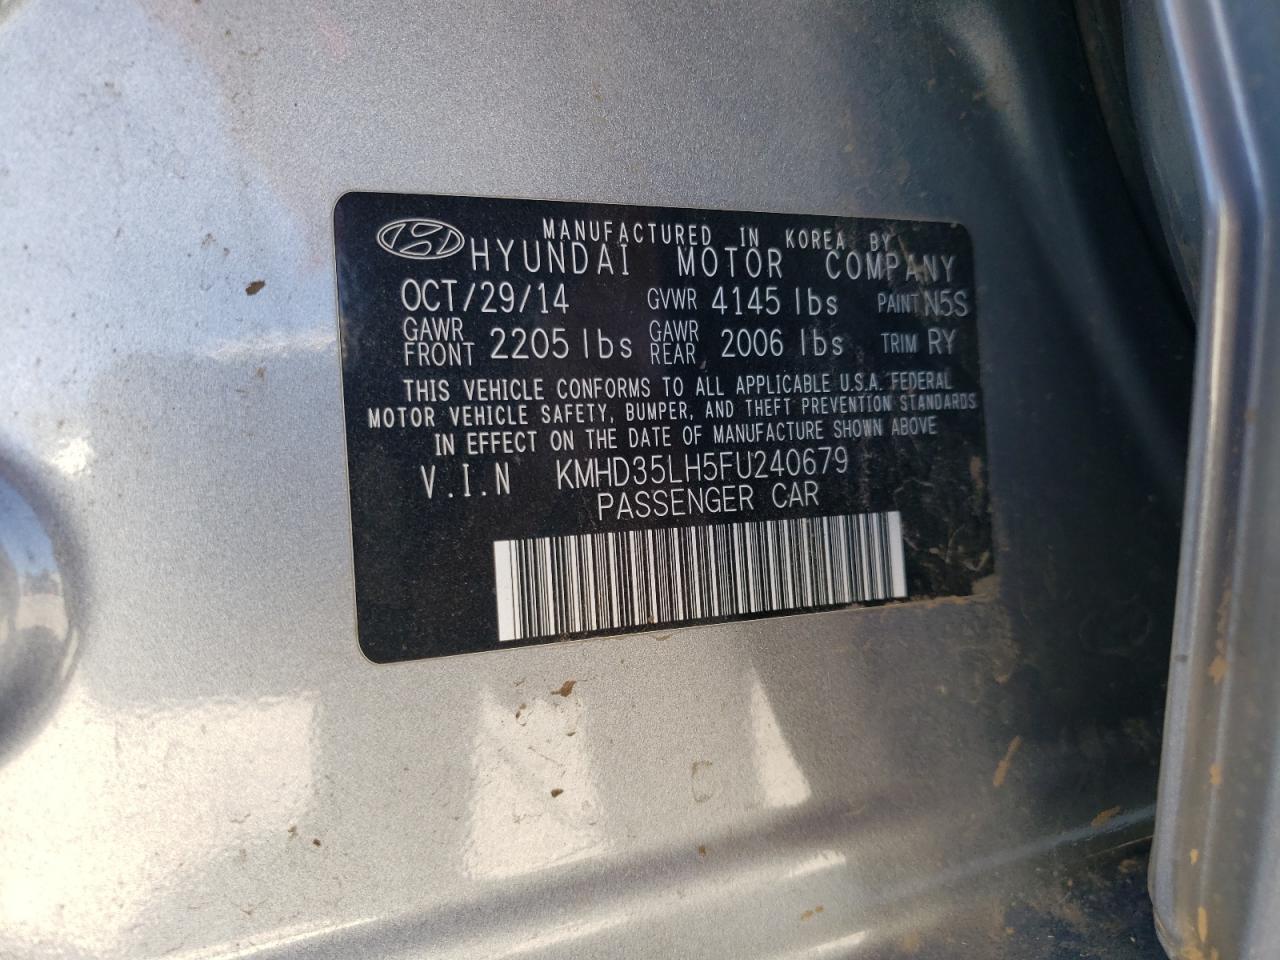 MANUFACTURED IN KOREA BY
HYUNDAI MOTOR COMPANY
OCT/29/14 GVWR 4145 lbs PAINT N5S
GAWR FRONT 2205 lbs GAWR REAR 2006 lbs TRIM RY
THIS VEHICLE CONFORMS TO ALL APPLICABLE U.S.A. FEDERAL
MOTOR VEHICLE SAFETY, BUMPER, AND THEFT PREVENTION STANDARDS
IN EFFECT ON THE DATE OF MANUFACTURE SHOWN ABOVE
V.I.N KMHD35LH5FU240679
PASSENGER CAR